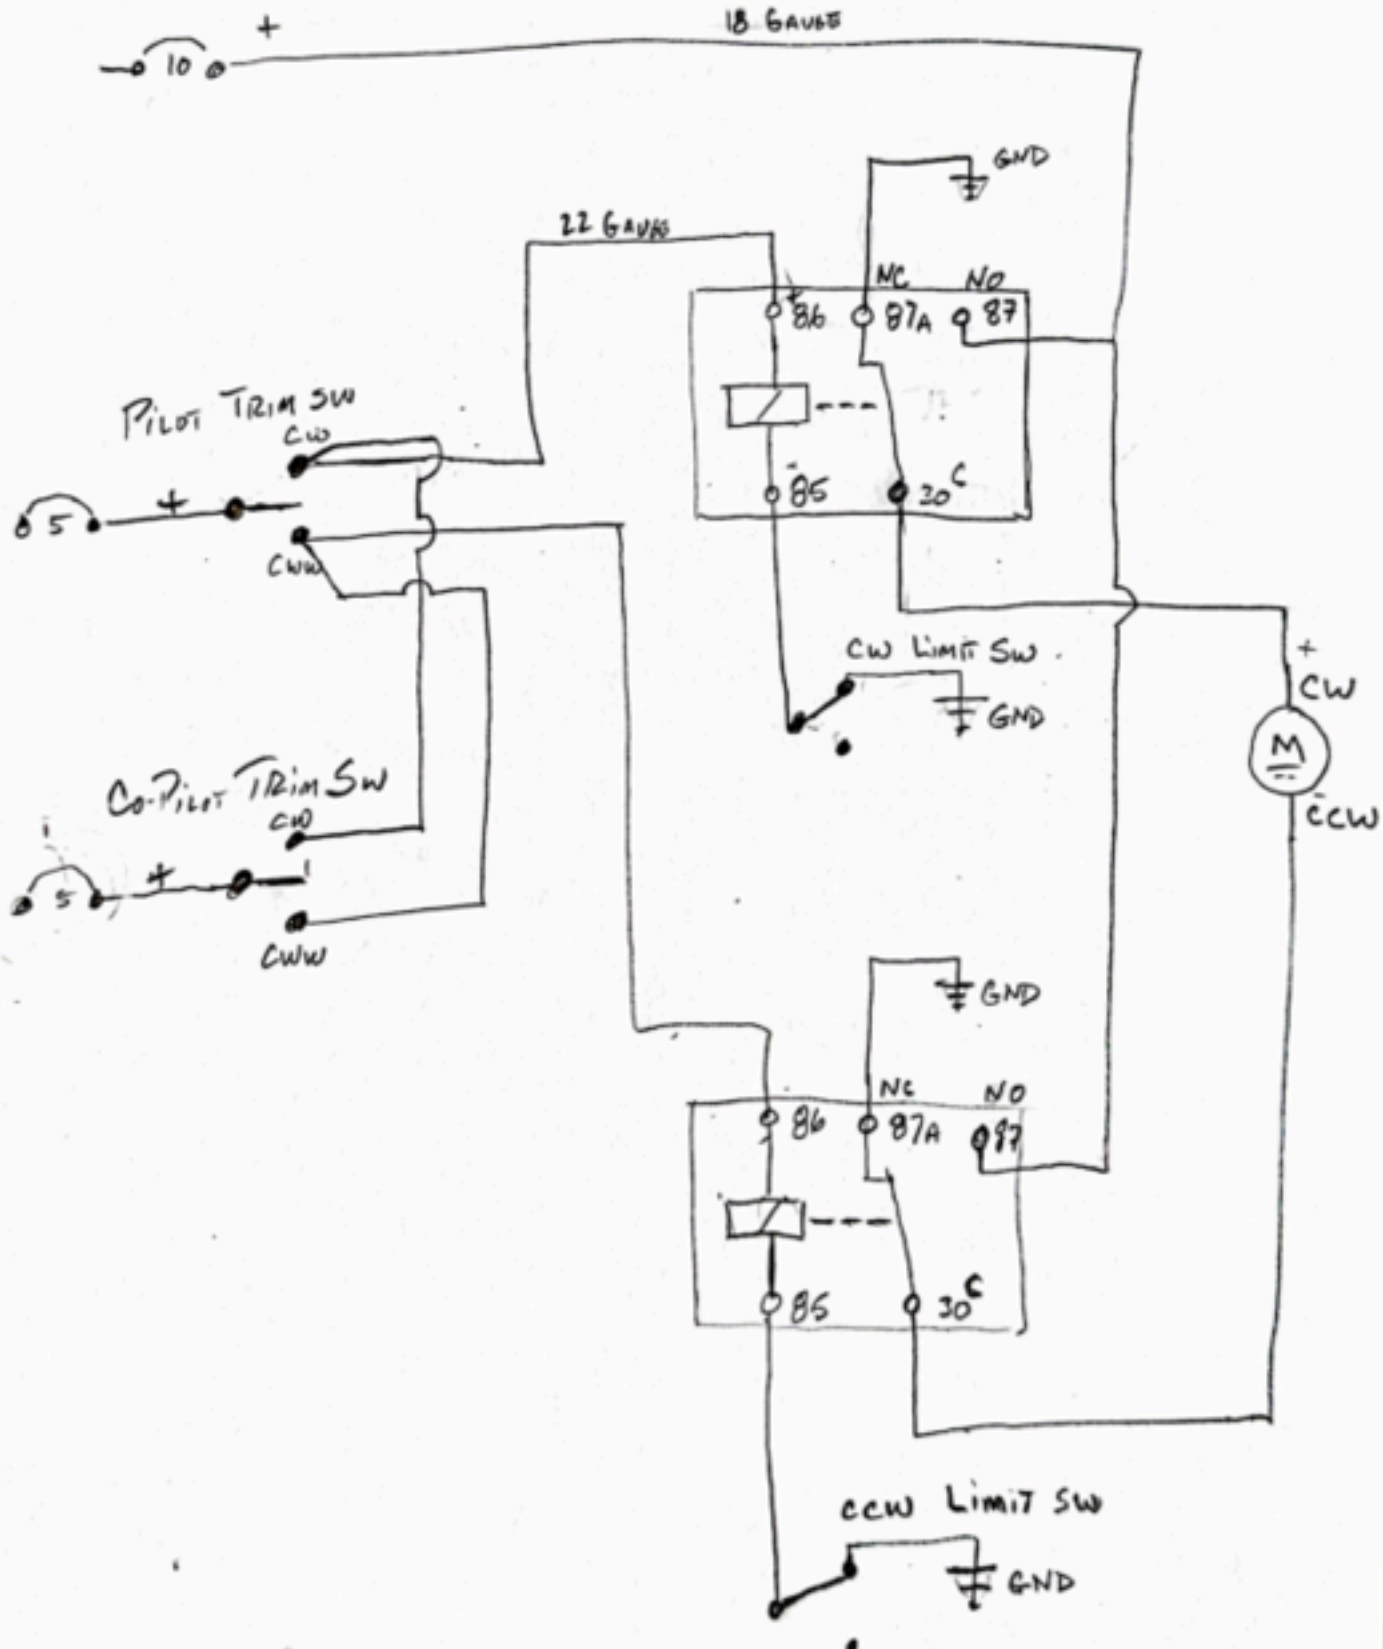 18 GAUGE
+
10
GND
22 GAUGE
NC NO
+
86 87A 87
PILOT TRIM SW
CW
-
85 30 C
+
5
CWW
CW LIMIT SW.
GND
+
CW
M
-
CCW
CO-PILOT TRIM SW
CW
+
5
CWW
GND
NC NO
86 87A 87
85 30 C
CCW LIMIT SW
GND